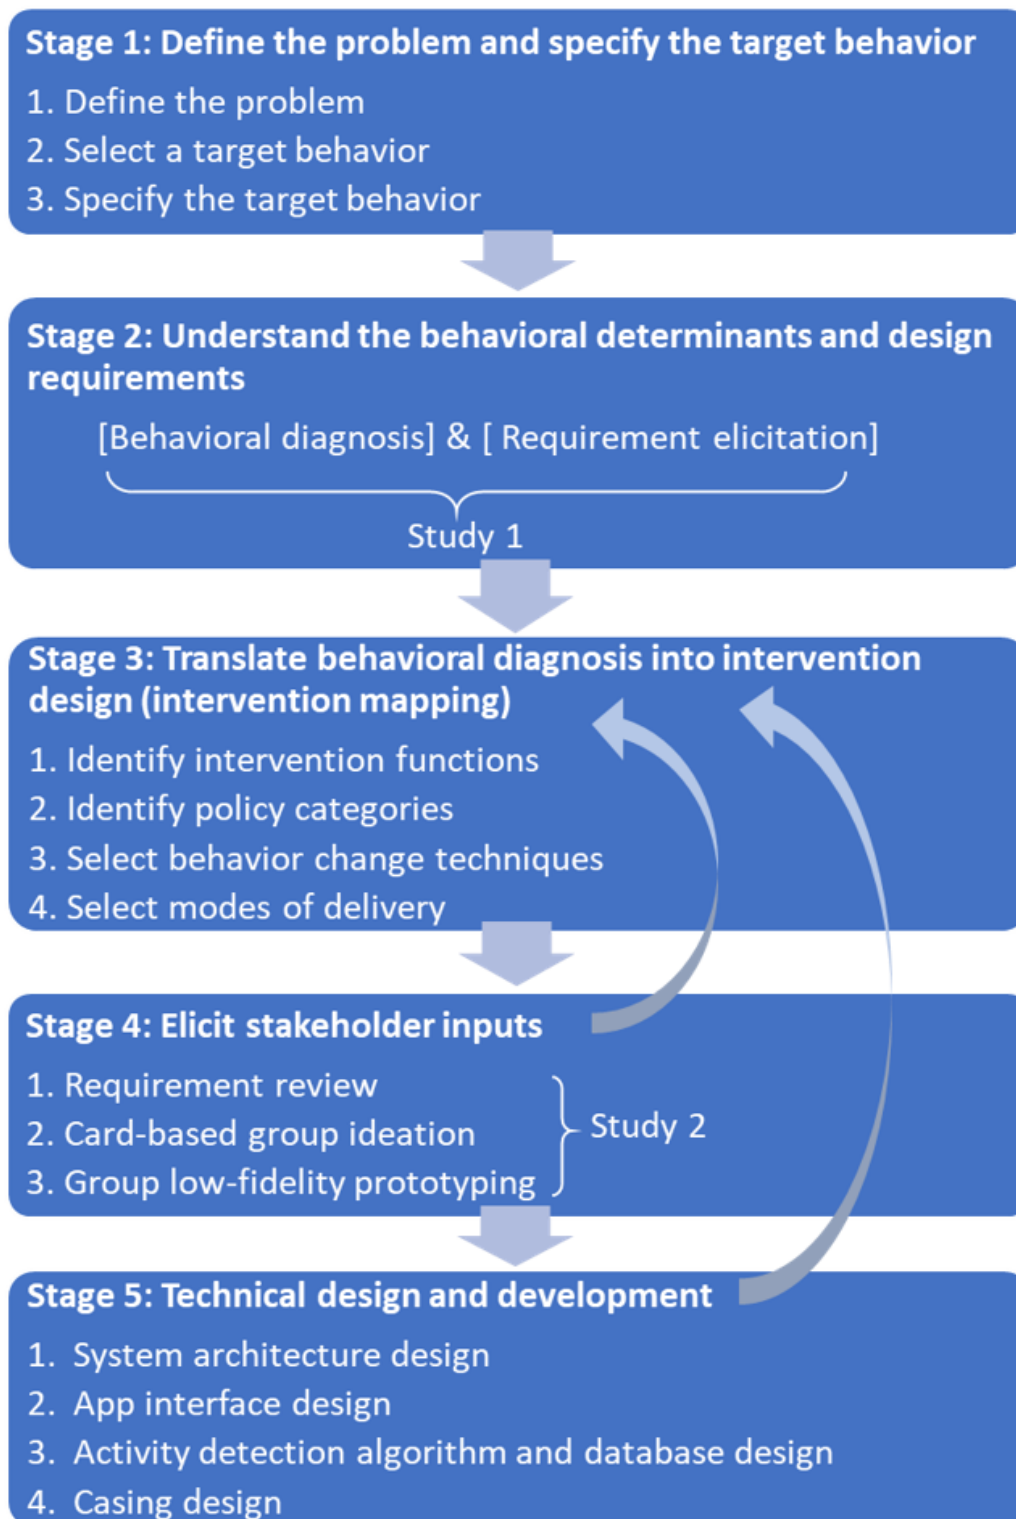 Stage 1: Define the problem and specify the target behavior
1. Define the problem
2. Select a target behavior
3. Specify the target behavior
Stage 2: Understand the behavioral determinants and design
requirements
[Behavioral diagnosis] & [ Requirement elicitation]
Study 1
Stage 3: Translate behavioral diagnosis into intervention
design (intervention mapping)
1. Identify intervention functions
2. Identify policy categories
3. Select behavior change techniques
4. Select modes of delivery
Stage 4: Elicit stakeholder inputs
1. Requirement review
2. Card-based group ideation
3. Group low-fidelity prototyping
Study 2
Stage 5: Technical design and development
1. System architecture design
2. App interface design
3. Activity detection algorithm and database design
4. Casing design